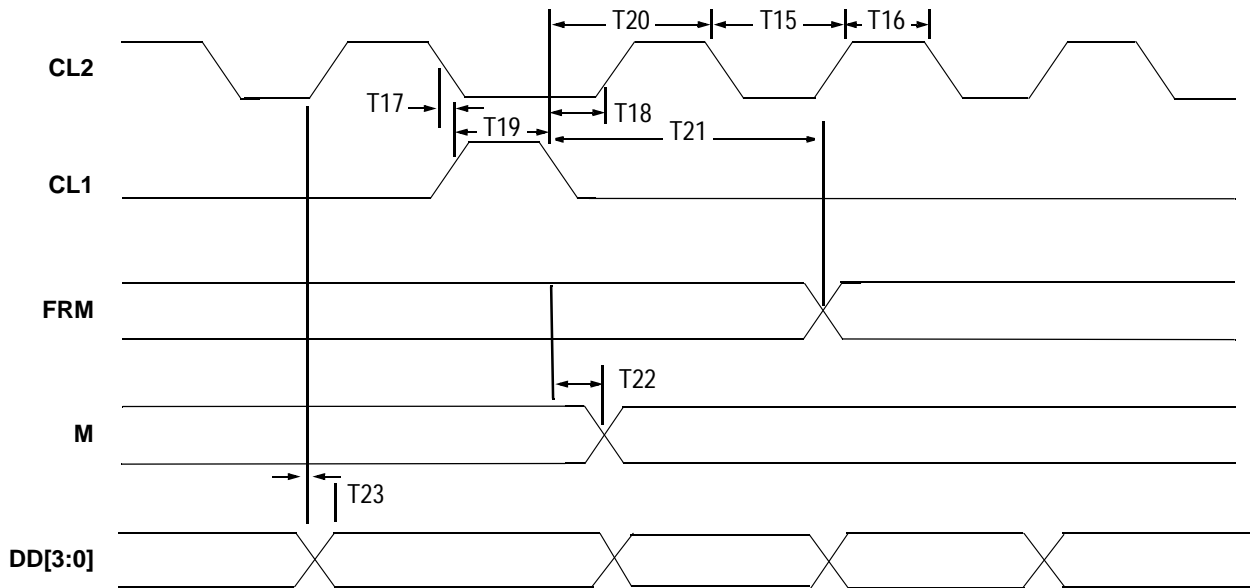 T20
T15
T16
CL2
T17
T19
T18
T21
CL1
FRM
T22
M
T23
DD[3:0]